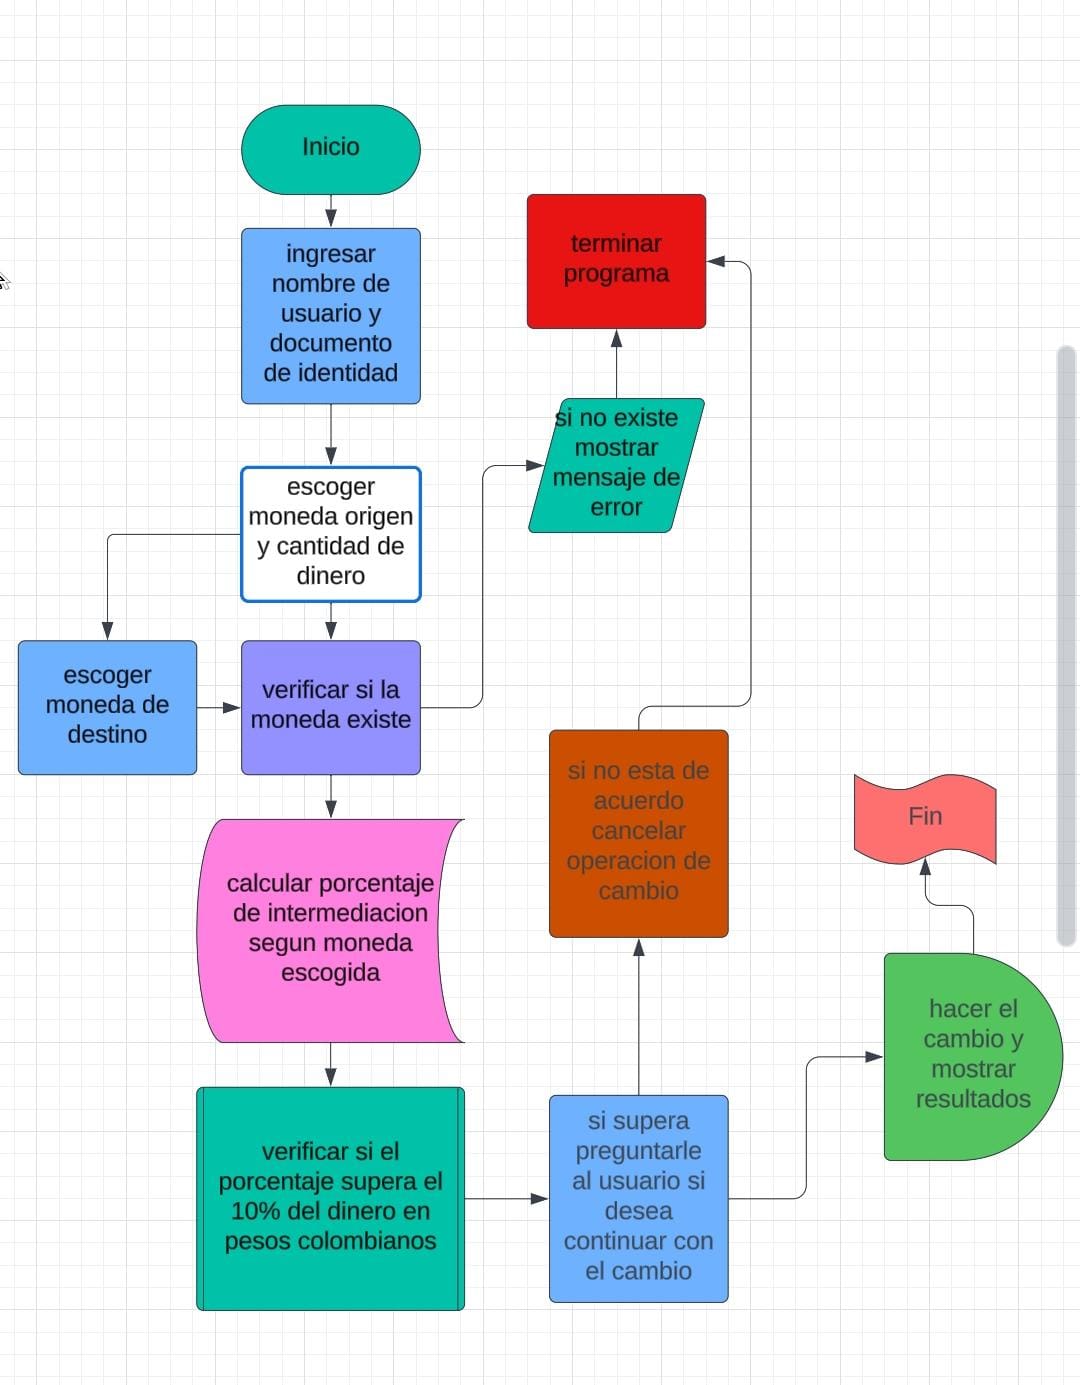 Inicio
ingresar
nombre de
usuario y
documento
de identidad
terminar
programa
si no existe
mostrar
mensaje de
error
escoger
moneda origen
y cantidad de
dinero
escoger
moneda de
destino
verificar si la
moneda existe
calcular porcentaje
de intermediacion
segun moneda
escogida
si no esta de
acuerdo
cancelar
operacion de
cambio
Fin
hacer el
cambio y
mostrar
resultados
verificar si el
porcentaje supera el
10% del dinero en
pesos colombianos
si supera
preguntarle
al usuario si
desea
continuar con
el cambio